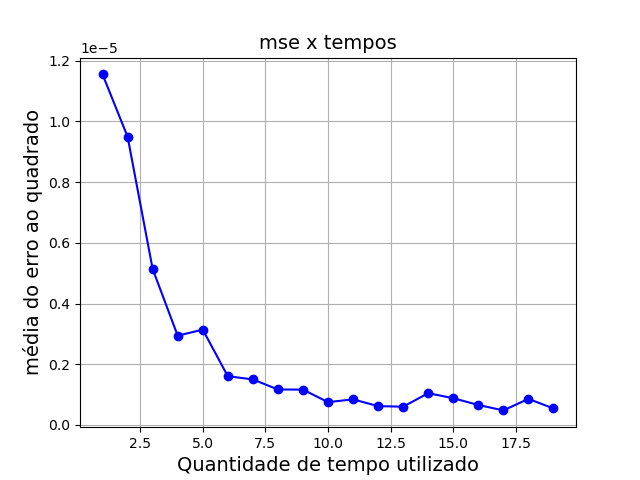 mse x tempos
1e−5
média do erro ao quadrado
1.2
1.0
0.8
0.6
0.4
0.2
0.0
2.5 5.0 7.5 10.0 12.5 15.0 17.5
Quantidade de tempo utilizado